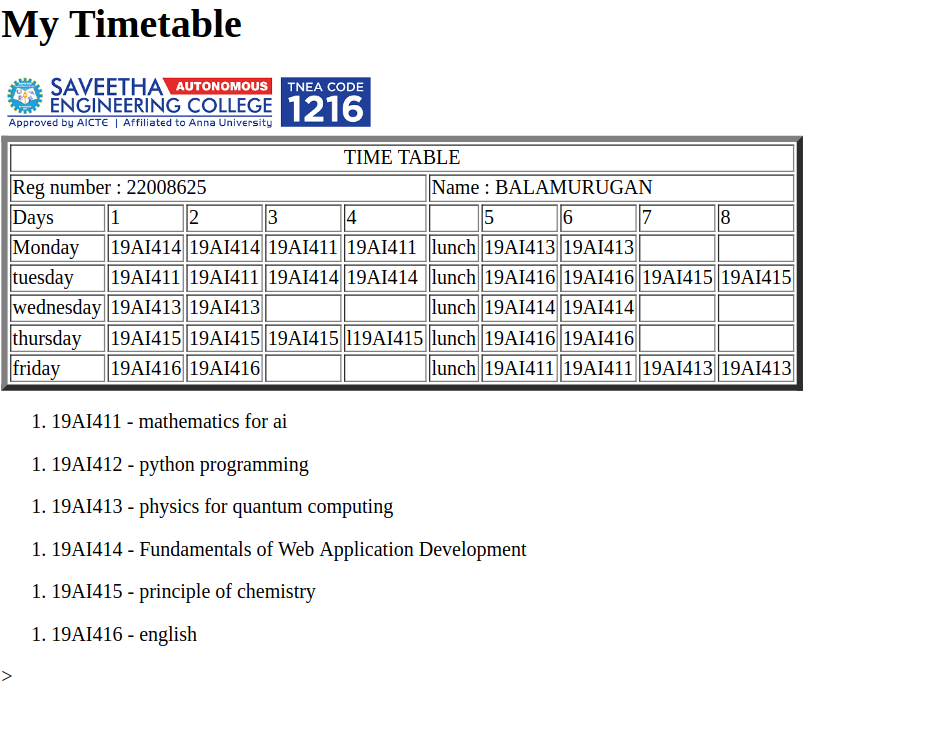 My Timetable
SAVEETHA AUTONOMOUS
ENGINEERING COLLEGE
Approved by AICTE | Affiliated to Anna University
TNEA CODE
1216
TIME TABLE
Reg number : 22008625 Name : BALAMURUGAN
Days 1 2 3 4 5 6 7 8
Monday 19AI414 19AI414 19AI411 19AI411 lunch 19AI413 19AI413
tuesday 19AI411 19AI411 19AI414 19AI414 lunch 19AI416 19AI416 19AI415 19AI415
wednesday 19AI413 19AI413 lunch 19AI414 19AI414
thursday 19AI415 19AI415 19AI415 l19AI415 lunch 19AI416 19AI416
friday 19AI416 19AI416 lunch 19AI411 19AI411 19AI413 19AI413
1. 19AI411 - mathematics for ai
1. 19AI412 - python programming
1. 19AI413 - physics for quantum computing
1. 19AI414 - Fundamentals of Web Application Development
1. 19AI415 - principle of chemistry
1. 19AI416 - english
>